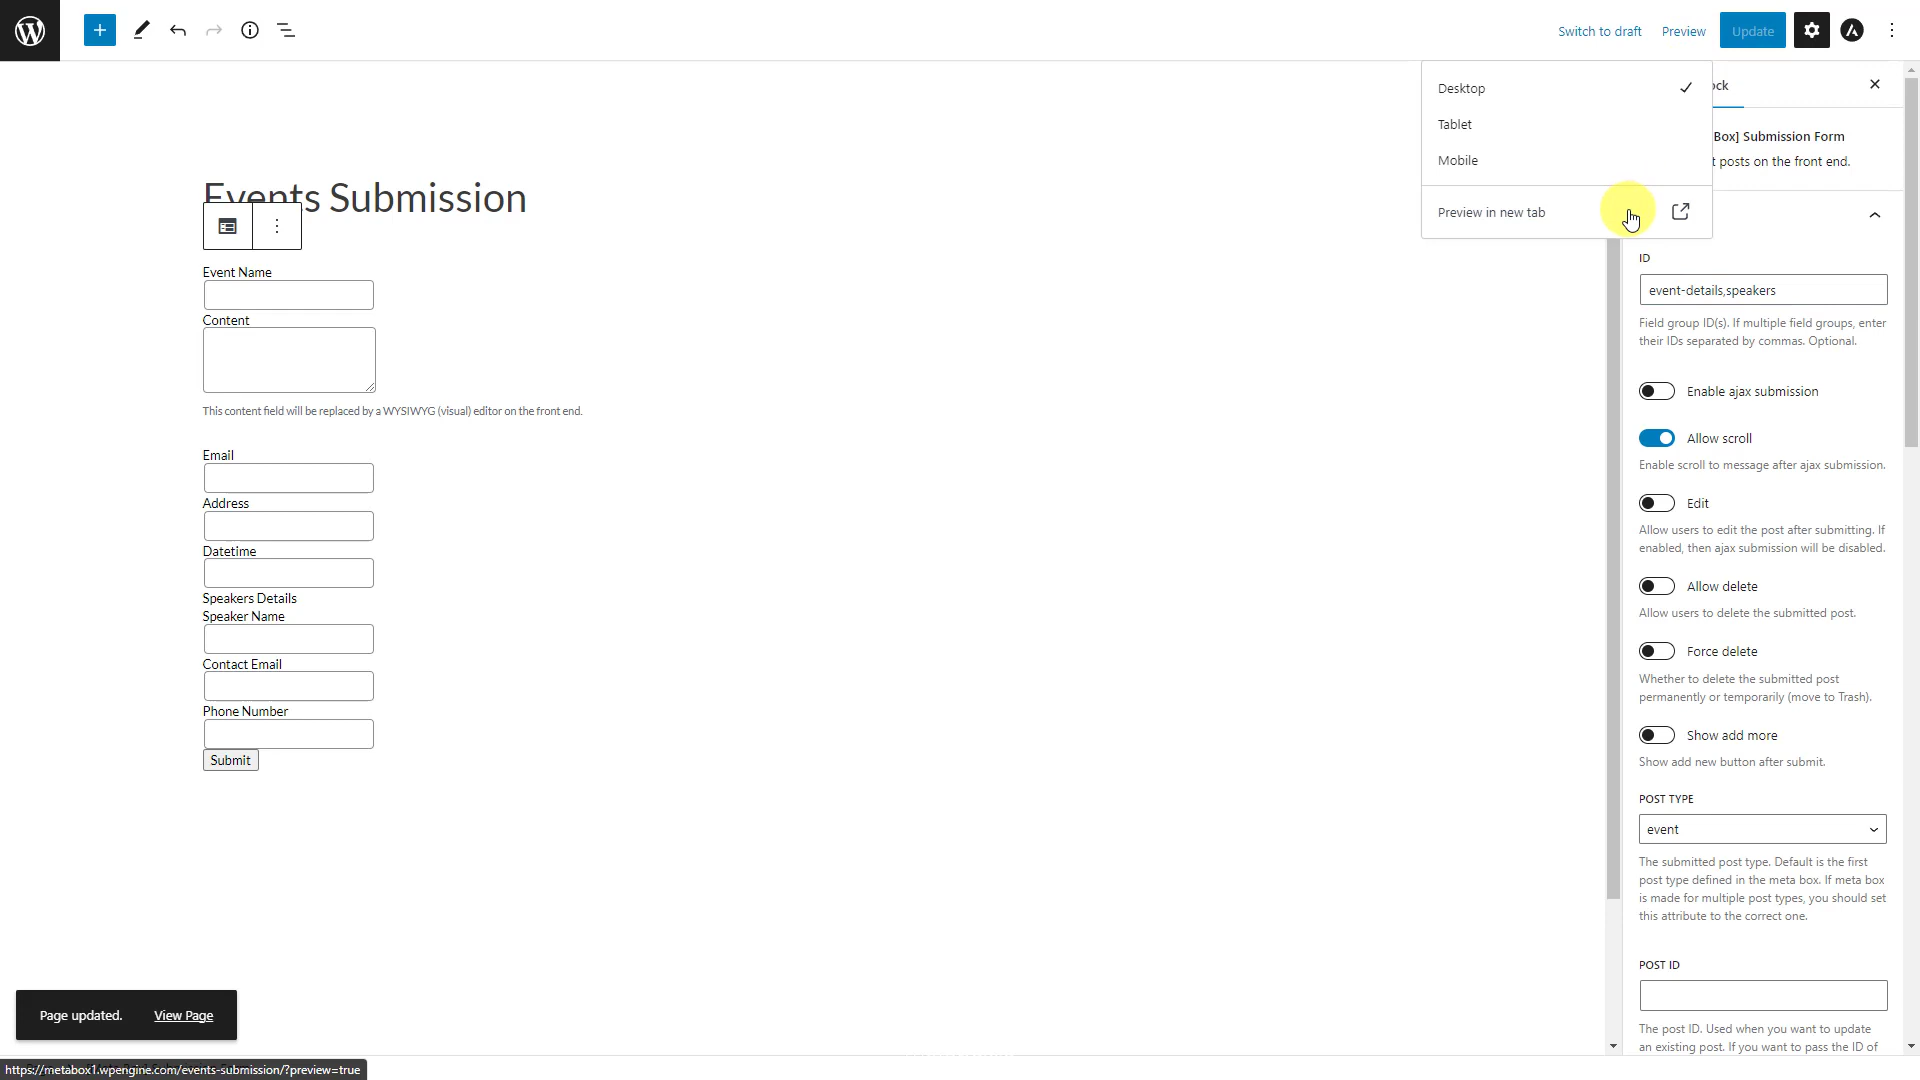 Switch to draft
Preview
Update
Desktop
Tablet
Mobile
Preview in new tab
ock
Box] Submission Form
t posts on the front end.
Events Submission
Event Name
Content
This content field will be replaced by a WYSIWYG (visual) editor on the front end.
Email
Address
Datetime
Speakers Details
Speaker Name
Contact Email
Phone Number
Submit
ID
event-details,speakers
Field group ID(s). If multiple field groups, enter
their IDs separated by commas. Optional.
Enable ajax submission
Allow scroll
Enable scroll to message after ajax submission.
Edit
Allow users to edit the post after submitting. If
enabled, then ajax submission will be disabled.
Allow delete
Allow users to delete the submitted post.
Force delete
Whether to delete the submitted post
permanently or temporarily (move to Trash).
Show add more
Show add new button after submit.
POST TYPE
event
The submitted post type. Default is the first
post type defined in the meta box. If meta box
is made for multiple post types, you should set
this attribute to the correct one.
POST ID
The post ID. Used when you want to update
an existing post. If you want to pass the ID of
Page updated.
View Page
https://metabox1.wpengine.com/events-submission/?preview=true